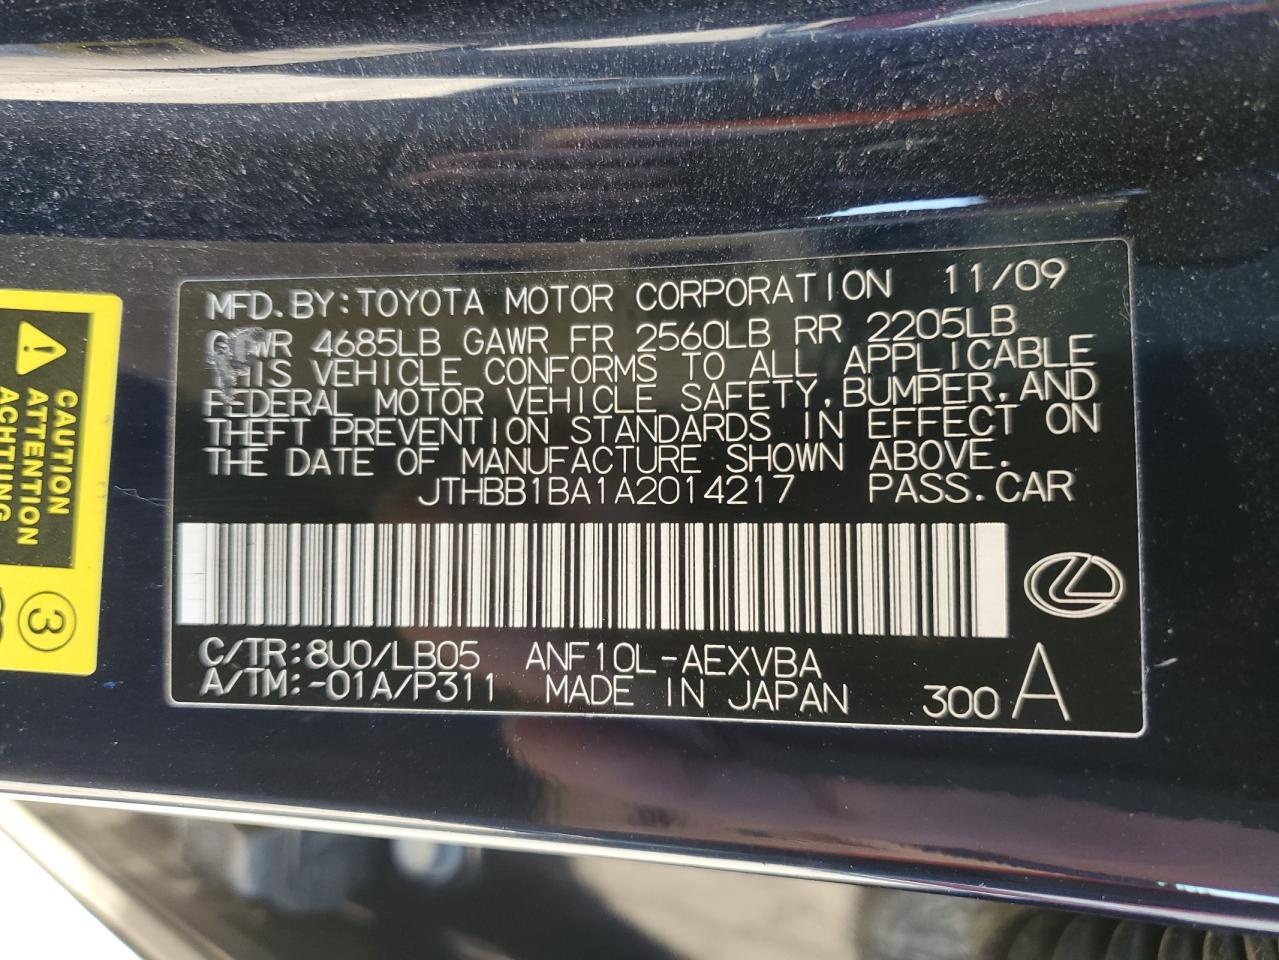 MFD.BY:TOYOTA MOTOR CORPORATION 11/09
GVWR 4685LB GAWR FR 2560LB RR 2205LB
THIS VEHICLE CONFORMS TO ALL APPLICABLE
FEDERAL MOTOR VEHICLE SAFETY,BUMPER,AND
THEFT PREVENTION STANDARDS IN EFFECT ON
THE DATE OF MANUFACTURE SHOWN ABOVE.
JTHBB1BA1A2014217 PASS.CAR
C/TR:8U0/LB05 ANF10L-AEXVBA
A/TM:-01A/P311 MADE IN JAPAN 300 A
CAUTION
ATTENTION
ACHTUNG
3